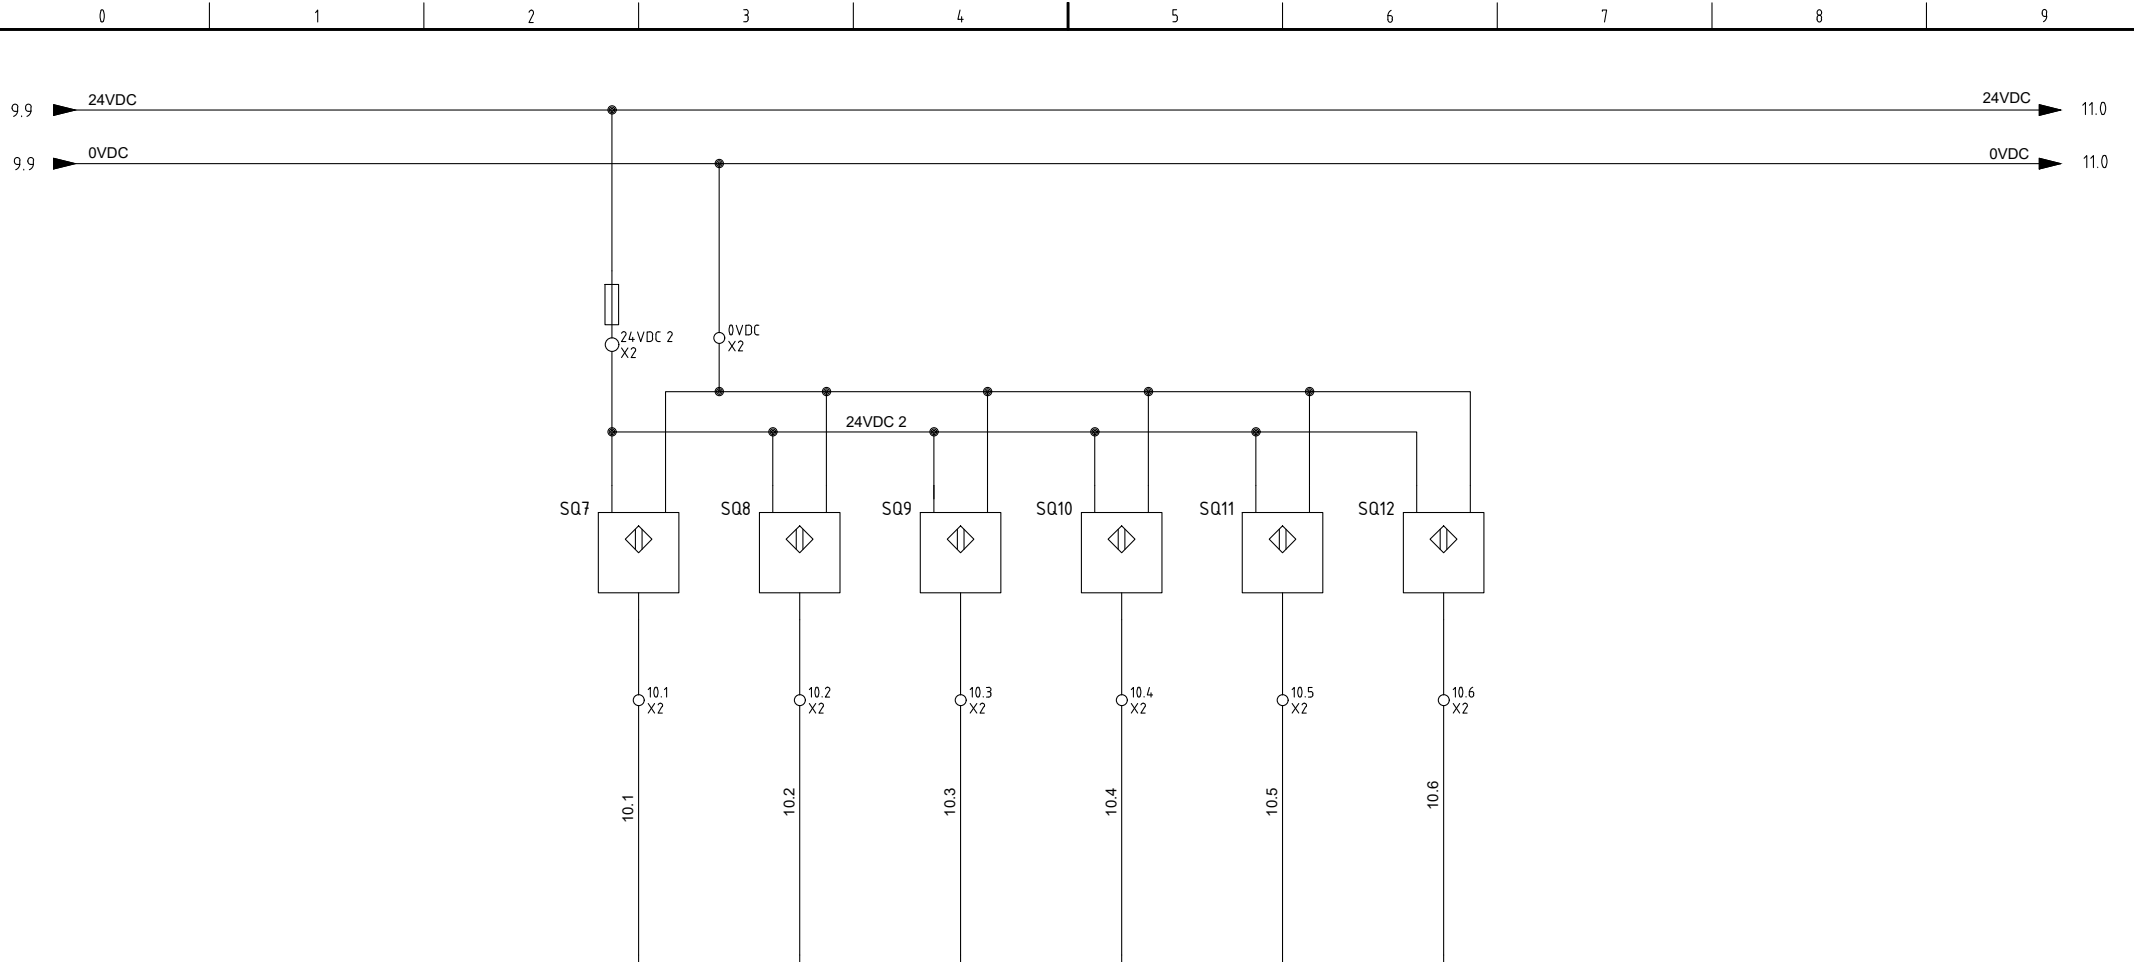 0 1 2 3 4 5 6 7 8 9
9.9 24VDC 24VDC 11.0
9.9 0VDC 0VDC 11.0
24VDC 2 0VDC
X2 X2
24VDC 2
SQ7 SQ8 SQ9 SQ10 SQ11 SQ12
10.1 10.2 10.3 10.4 10.5 10.6
X2 X2 X2 X2 X2 X2
10.1 10.2 10.3 10.4 10.5 10.6